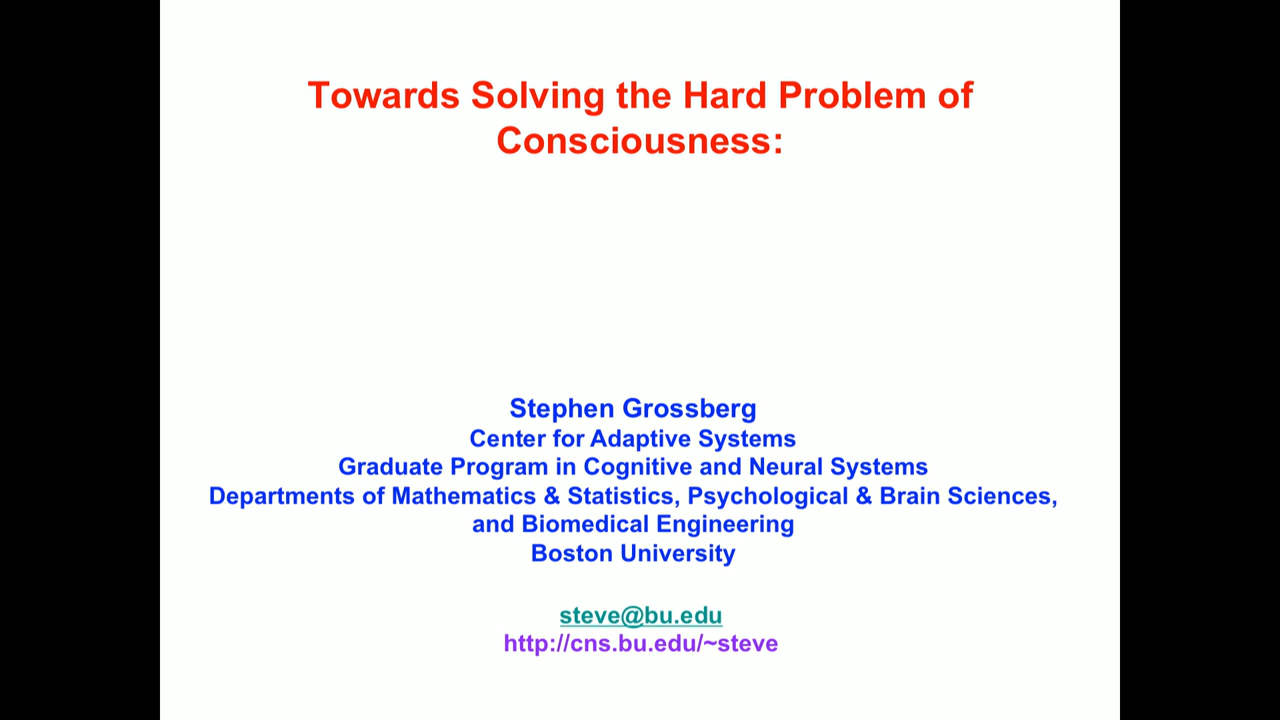 Towards Solving the Hard Problem of
Consciousness:
Stephen Grossberg
Center for Adaptive Systems
Graduate Program in Cognitive and Neural Systems
Departments of Mathematics & Statistics, Psychological & Brain Sciences,
and Biomedical Engineering
Boston University
steve@bu.edu
http://cns.bu.edu/~steve